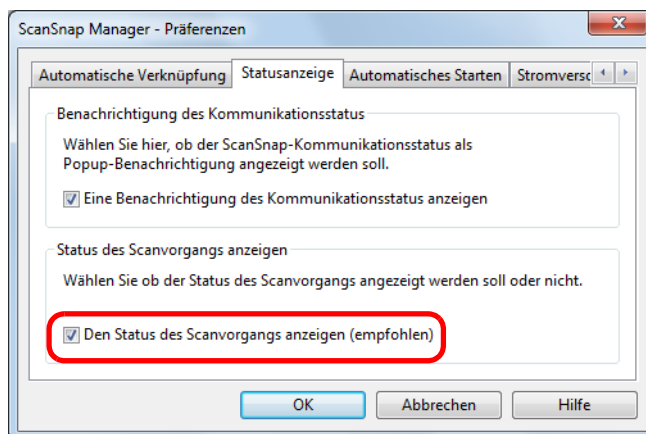 ScanSnap Manager - Präferenzen
Automatische Verknüpfung Statusanzeige Automatisches Starten
Benachrichtigung des Kommunikationsstatus
Wählen Sie hier, ob der ScanSnap-Kommunikationsstatus als
Popup-Benachrichtigung angezeigt werden soll.
Eine Benachrichtigung des Kommunikationsstatus anzeigen
Status des Scanvorgangs anzeigen
Wählen Sie ob der Status des Scanvorgangs angezeigt werden soll oder nicht.
Den Status des Scanvorgangs anzeigen (empfohlen)
OK Abbrechen Hilfe